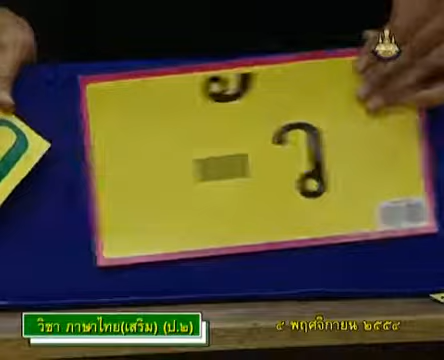 ว
วิชา ภาษาไทย(เสริม) (ป.๒)
๙ พฤศจิกายน ๒๕๕๔